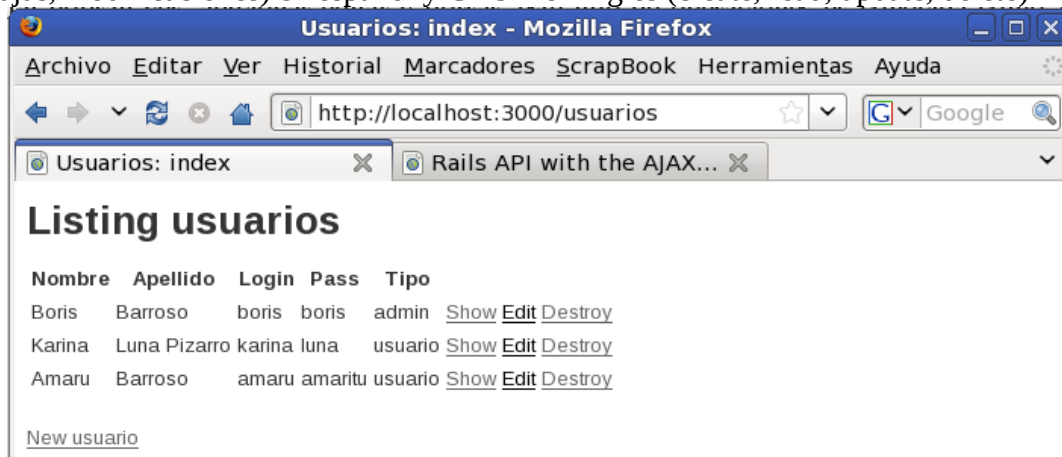 Usuarios: index - Mozilla Firefox
Archivo Editar Ver Historial Marcadores ScrapBook Herramientas Ayuda
http://localhost:3000/usuarios Google
Usuarios: index Rails API with the AJAX...
Listing usuarios
Nombre Apellido Login Pass Tipo
Boris Barroso boris boris admin Show Edit Destroy
Karina Luna Pizarro karina luna usuario Show Edit Destroy
Amaru Barroso amaru amaritu usuario Show Edit Destroy
New usuario